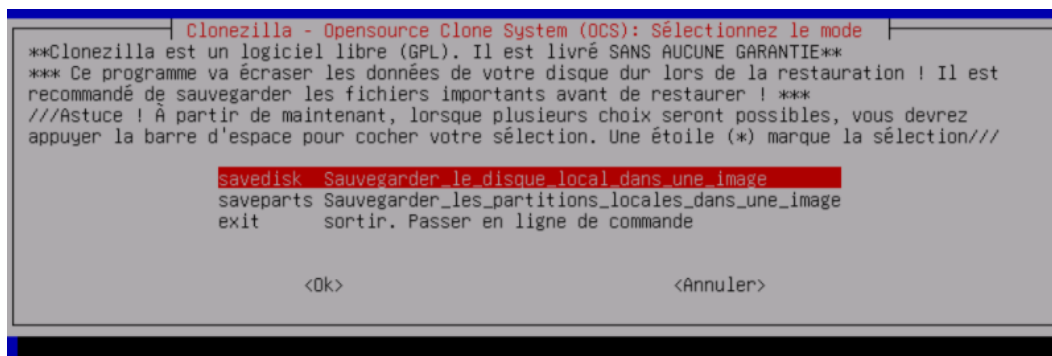 Clonezilla - Opensource Clone System (OCS): Sélectionnez le mode
**Clonezilla est un logiciel libre (GPL). Il est livré SANS AUCUNE GARANTIE**
*** Ce programme va écraser les données de votre disque dur lors de la restauration ! Il est
recommandé de sauvegarder les fichiers importants avant de restaurer ! ***
///Astuce ! À partir de maintenant, lorsque plusieurs choix seront possibles, vous devrez
appuyer la barre d'espace pour cocher votre sélection. Une étoile (*) marque la sélection///
savedisk Sauvegarder_le_disque_local_dans_une_image
saveparts Sauvegarder_les_partitions_locales_dans_une_image
exit sortir. Passer en ligne de commande
<Ok> <Annuler>